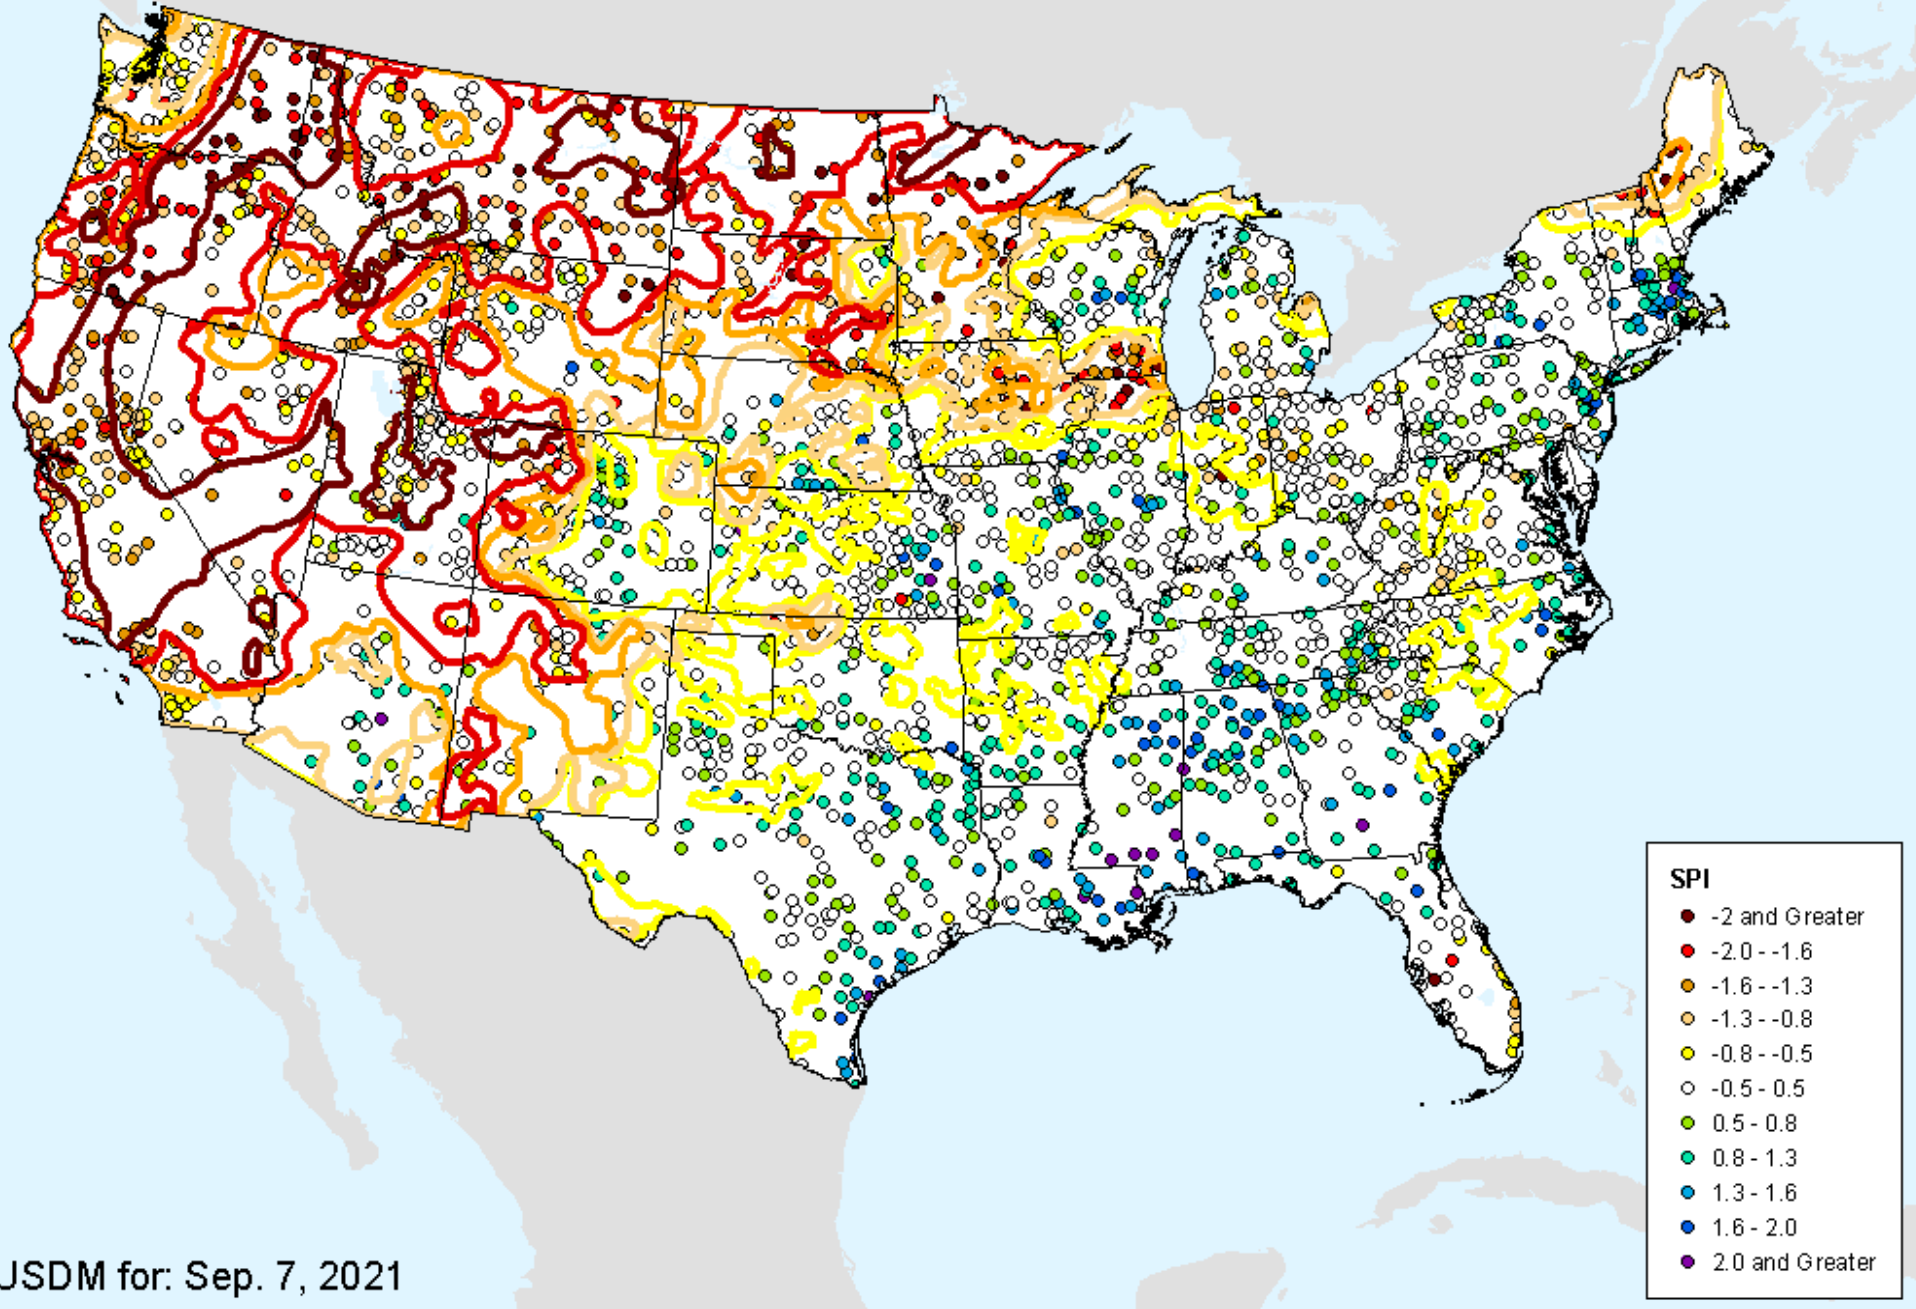 SPI
-2 and Greater
-2.0 - -1.6
-1.6 - -1.3
-1.3 - -0.8
-0.8 - -0.5
-0.5 - 0.5
0.5 - 0.8
0.8 - 1.3
1.3 - 1.6
1.6 - 2.0
2.0 and Greater
USDM for: Sep. 7, 2021